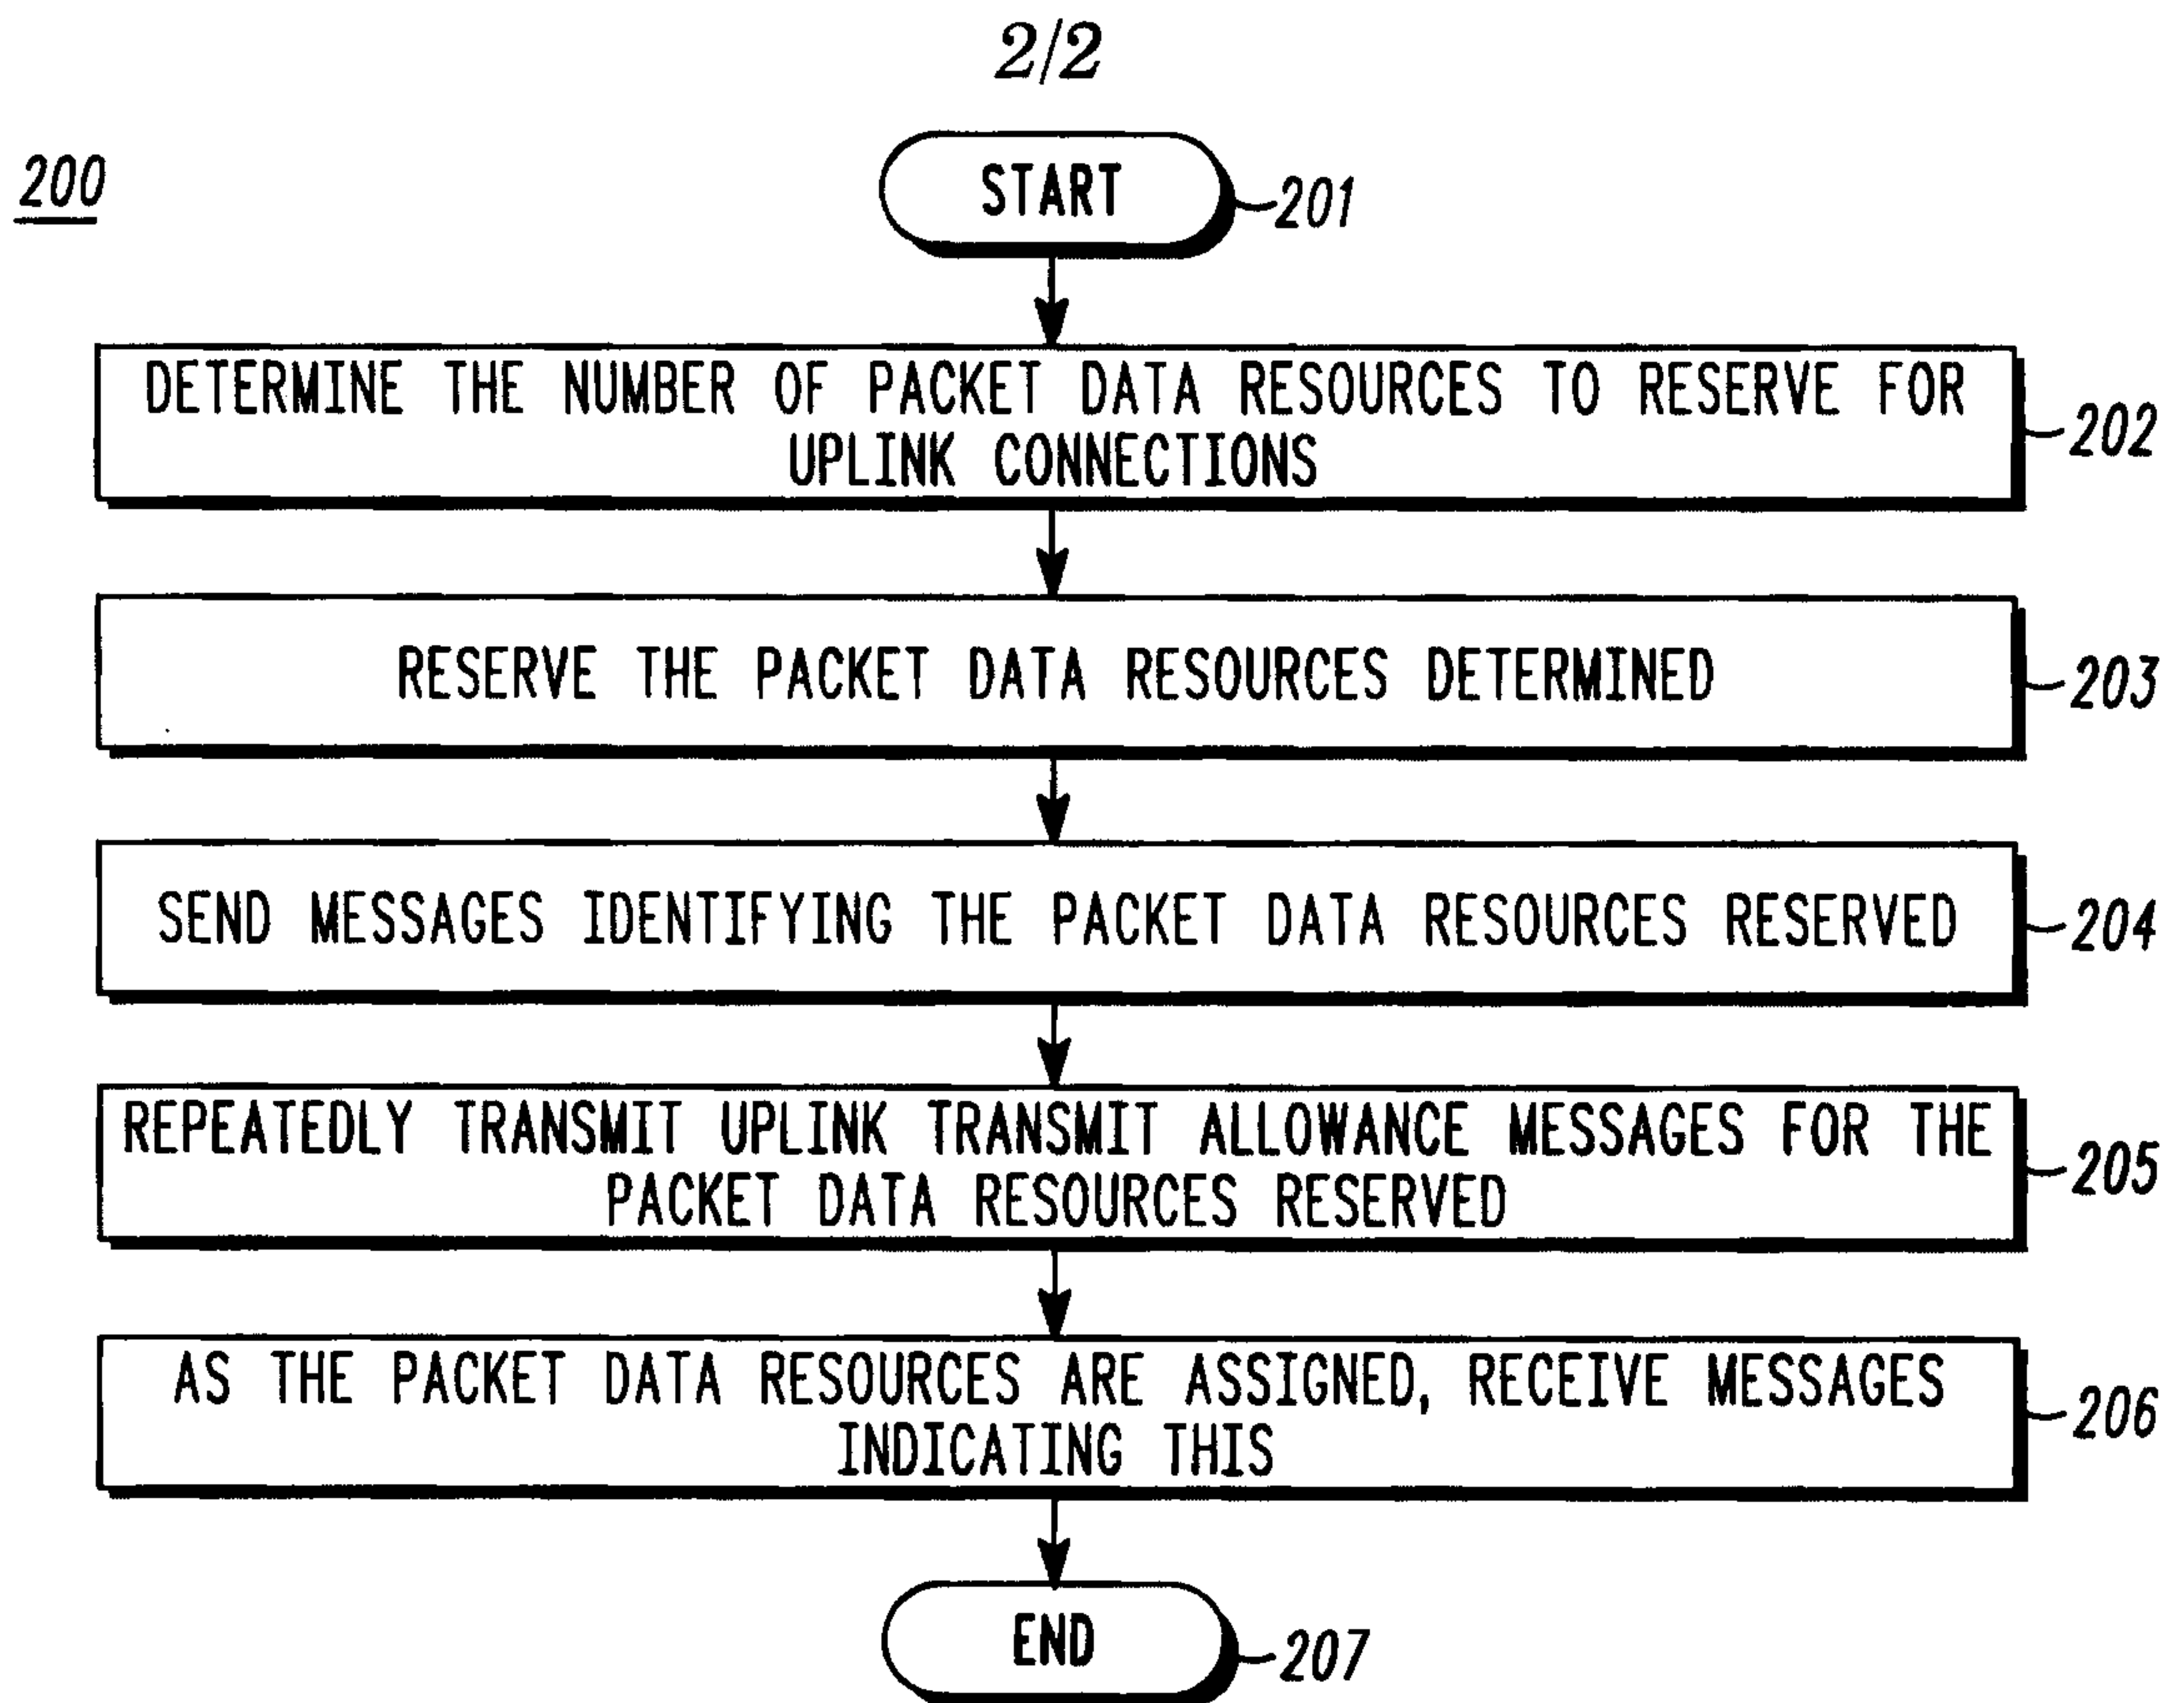 2/2
200
START
201
DETERMINE THE NUMBER OF PACKET DATA RESOURCES TO RESERVE FOR
UPLINK CONNECTIONS
202
RESERVE THE PACKET DATA RESOURCES DETERMINED
203
SEND MESSAGES IDENTIFYING THE PACKET DATA RESOURCES RESERVED
204
REPEATEDLY TRANSMIT UPLINK TRANSMIT ALLOWANCE MESSAGES FOR THE
PACKET DATA RESOURCES RESERVED
205
AS THE PACKET DATA RESOURCES ARE ASSIGNED, RECEIVE MESSAGES
INDICATING THIS
206
END
207